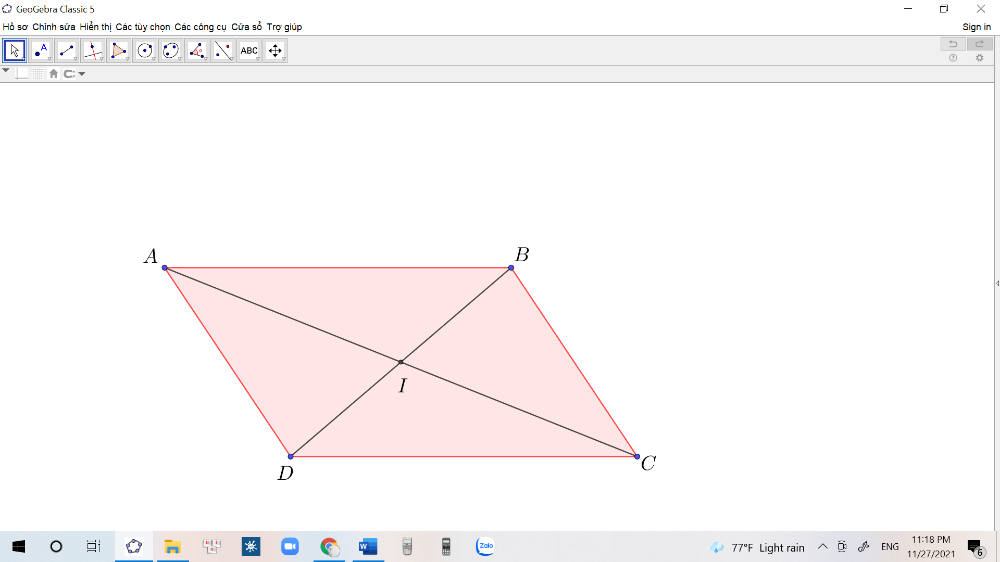 GeoGebra Classic 5
Hồ sơ Chỉnh sửa Hiển thị Các tùy chọn Các công cụ Cửa sổ Trợ giúp
Sign in
A
α
ABC
A
B
I
D
C
W
Zalo
77°F Light rain
ENG
11:18 PM
11/27/2021
6